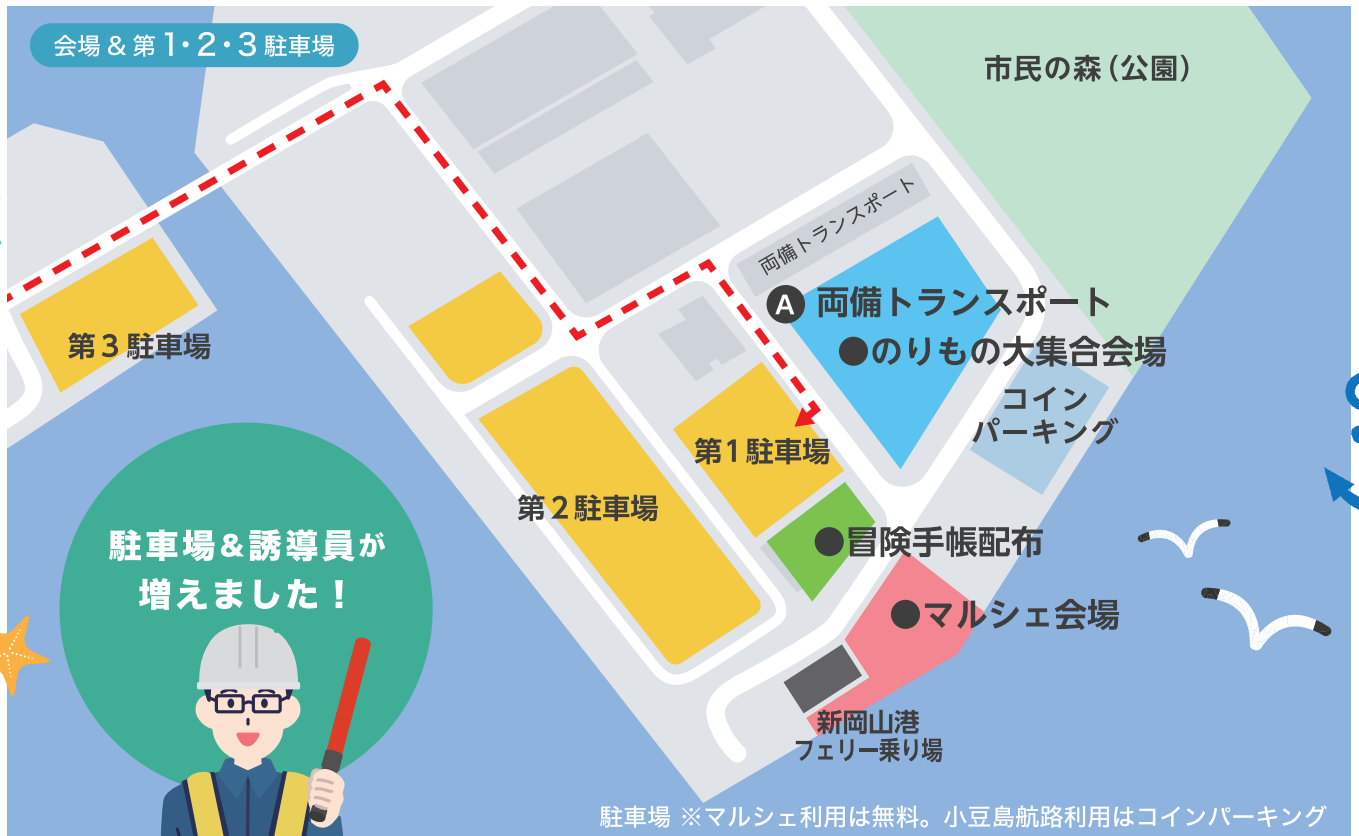 会場 & 第1・2・3駐車場
市民の森(公園)
両備トランスポート
A 両備トランスポート
●のりもの大集合会場
コイン
パーキング
第3駐車場
第1駐車場
第2駐車場
●冒険手帳配布
●マルシェ会場
新岡山港
フェリー乗り場
駐車場&誘導員が
増えました!
駐車場 ※マルシェ利用は無料。小豆島航路利用はコインパーキング